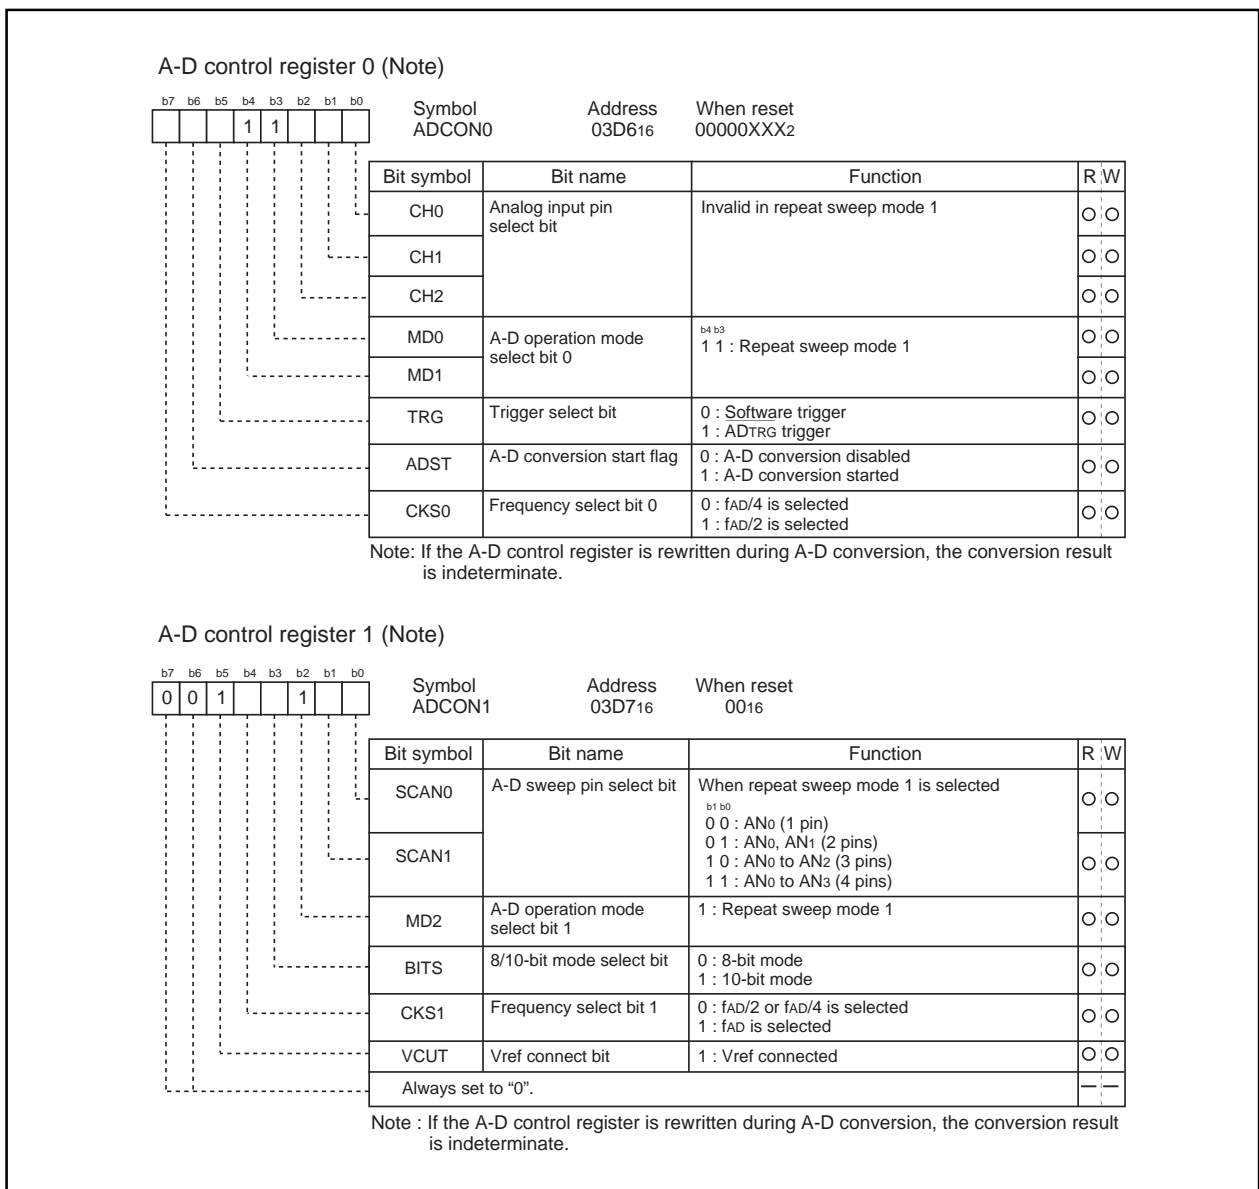 A-D control register 0 (Note)
b7 b6 b5 b4 b3 b2 b1 b0
1 1
Symbol Address When reset
ADCON0 03D616 00000XXX2
Bit symbol Bit name Function R W
CH0 Analog input pin select bit Invalid in repeat sweep mode 1
CH1
CH2
MD0 A-D operation mode select bit 0 b4 b3
1 1 : Repeat sweep mode 1
MD1
TRG Trigger select bit 0 : Software trigger
1 : ADTRG trigger
ADST A-D conversion start flag 0 : A-D conversion disabled
1 : A-D conversion started
CKS0 Frequency select bit 0 0 : fAD/4 is selected
1 : fAD/2 is selected
Note: If the A-D control register is rewritten during A-D conversion, the conversion result
is indeterminate.
A-D control register 1 (Note)
b7 b6 b5 b4 b3 b2 b1 b0
0 0 1 1
Symbol Address When reset
ADCON1 03D716 0016
Bit symbol Bit name Function R W
SCAN0 A-D sweep pin select bit When repeat sweep mode 1 is selected
b1 b0
0 0 : AN0 (1 pin)
0 1 : AN0, AN1 (2 pins)
SCAN1 1 0 : AN0 to AN2 (3 pins)
1 1 : AN0 to AN3 (4 pins)
MD2 A-D operation mode select bit 1 1 : Repeat sweep mode 1
BITS 8/10-bit mode select bit 0 : 8-bit mode
1 : 10-bit mode
CKS1 Frequency select bit 1 0 : fAD/2 or fAD/4 is selected
1 : fAD is selected
VCUT Vref connect bit 1 : Vref connected
Always set to “0”.
Note : If the A-D control register is rewritten during A-D conversion, the conversion result
is indeterminate.